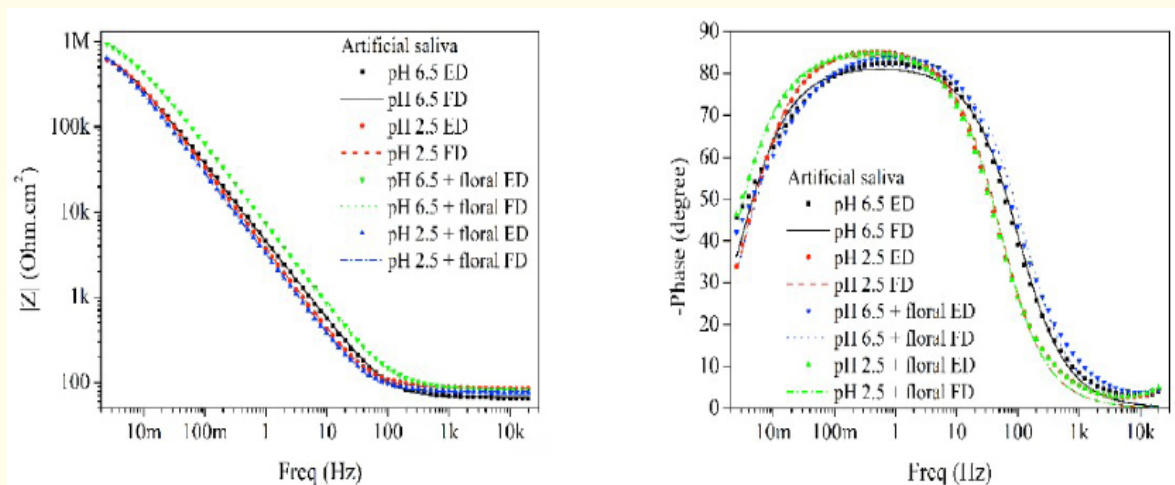 1M
100k
10k
1k
100
|Z| (Ohm.cm²)
10m 100m 1 10 100 1k 10k
Freq (Hz)
Artificial saliva
pH 6.5 ED
pH 6.5 FD
pH 2.5 ED
pH 2.5 FD
pH 6.5 + floral ED
pH 6.5 + floral FD
pH 2.5 + floral ED
pH 2.5 + floral FD
90
80
70
60
50
40
30
20
10
0
-Phase (degree)
10m 100m 1 10 100 1k 10k
Freq (Hz)
Artificial saliva
pH 6.5 ED
pH 6.5 FD
pH 2.5 ED
pH 2.5 FD
pH 6.5 + floral ED
pH 6.5 + floral FD
pH 2.5 + floral ED
pH 2.5 + floral FD